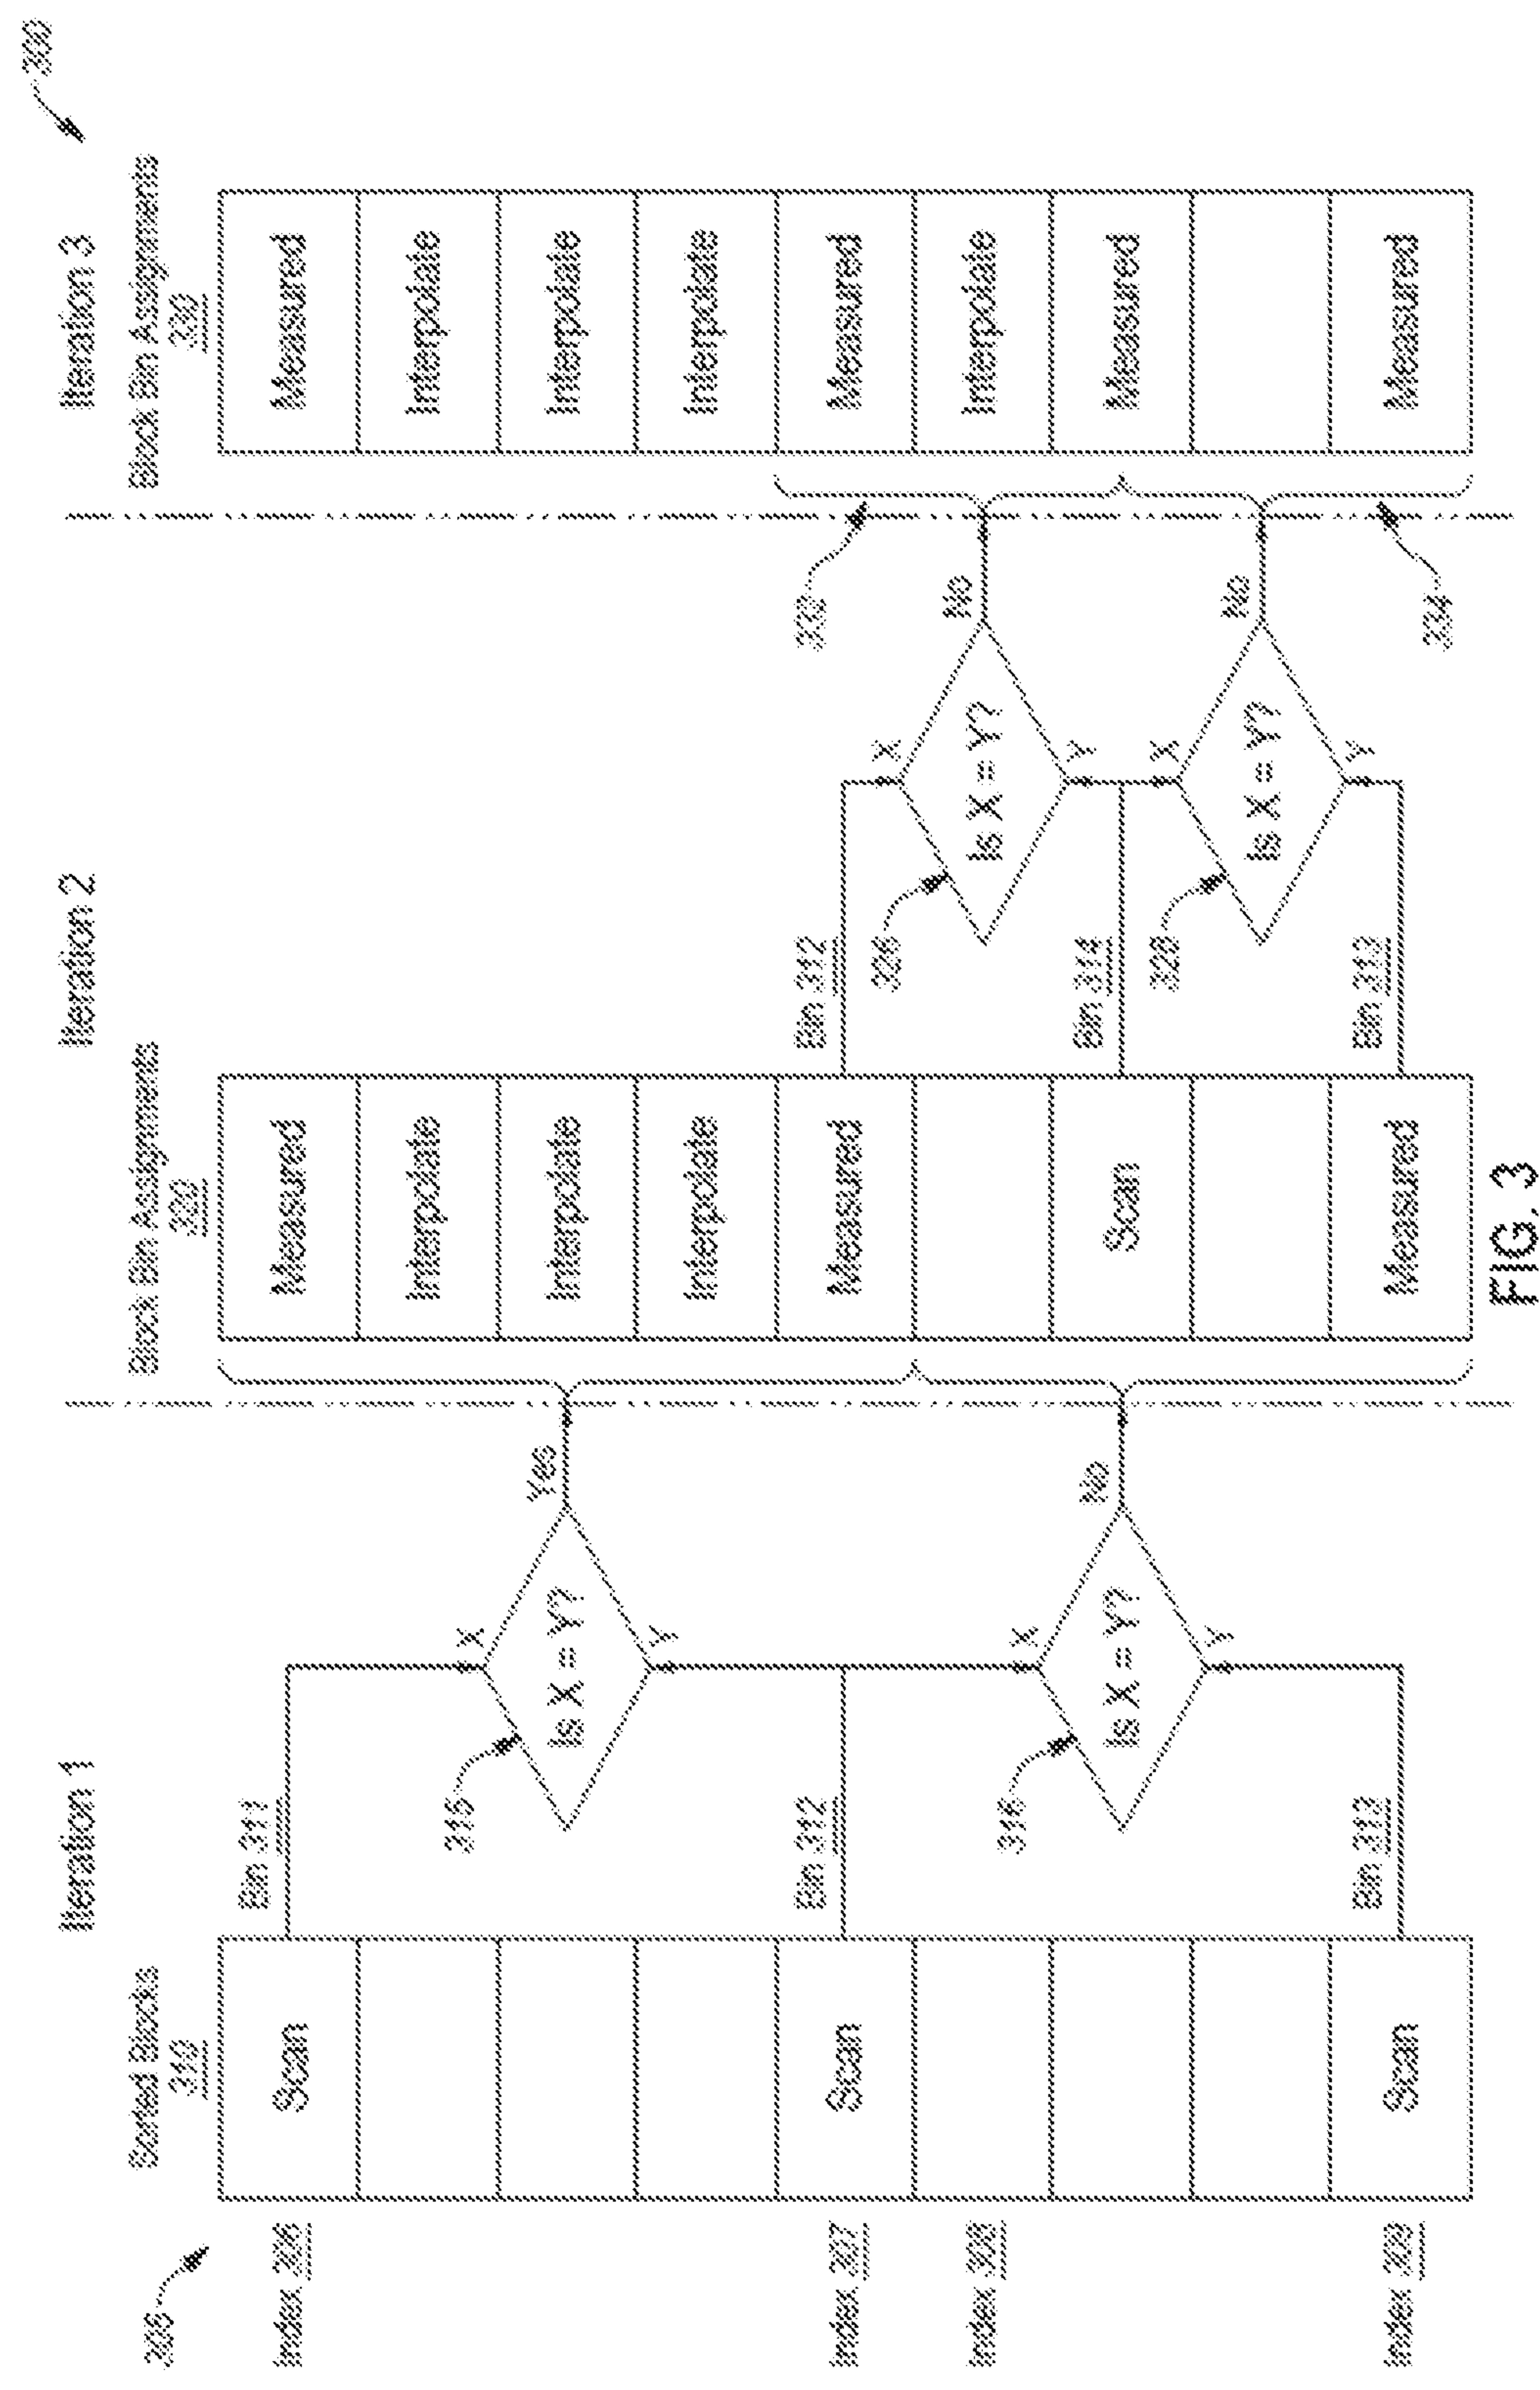 300
Iteration 1
Iteration 2
Iteration 3
Sorted Blocks
310
Block Bin Assignments
320
Block Bin Assignments
330
305
Index 306
Index 307
Index 308
Index 309
Scan
Scan
Scan
Bin 311
Bin 312
Bin 313
315
X
Is X = Y?
Y
Yes
316
X
Is X = Y?
Y
No
Measured
Interpolate
Interpolate
Interpolate
Measured
Scan
Measured
Bin 312
Bin 314
Bin 313
326
X
Is X = Y?
Y
No
328
X
Is X = Y?
Y
No
332
334
Measured
Interpolate
Interpolate
Interpolate
Measured
Interpolate
Measured
Measured
FIG. 3